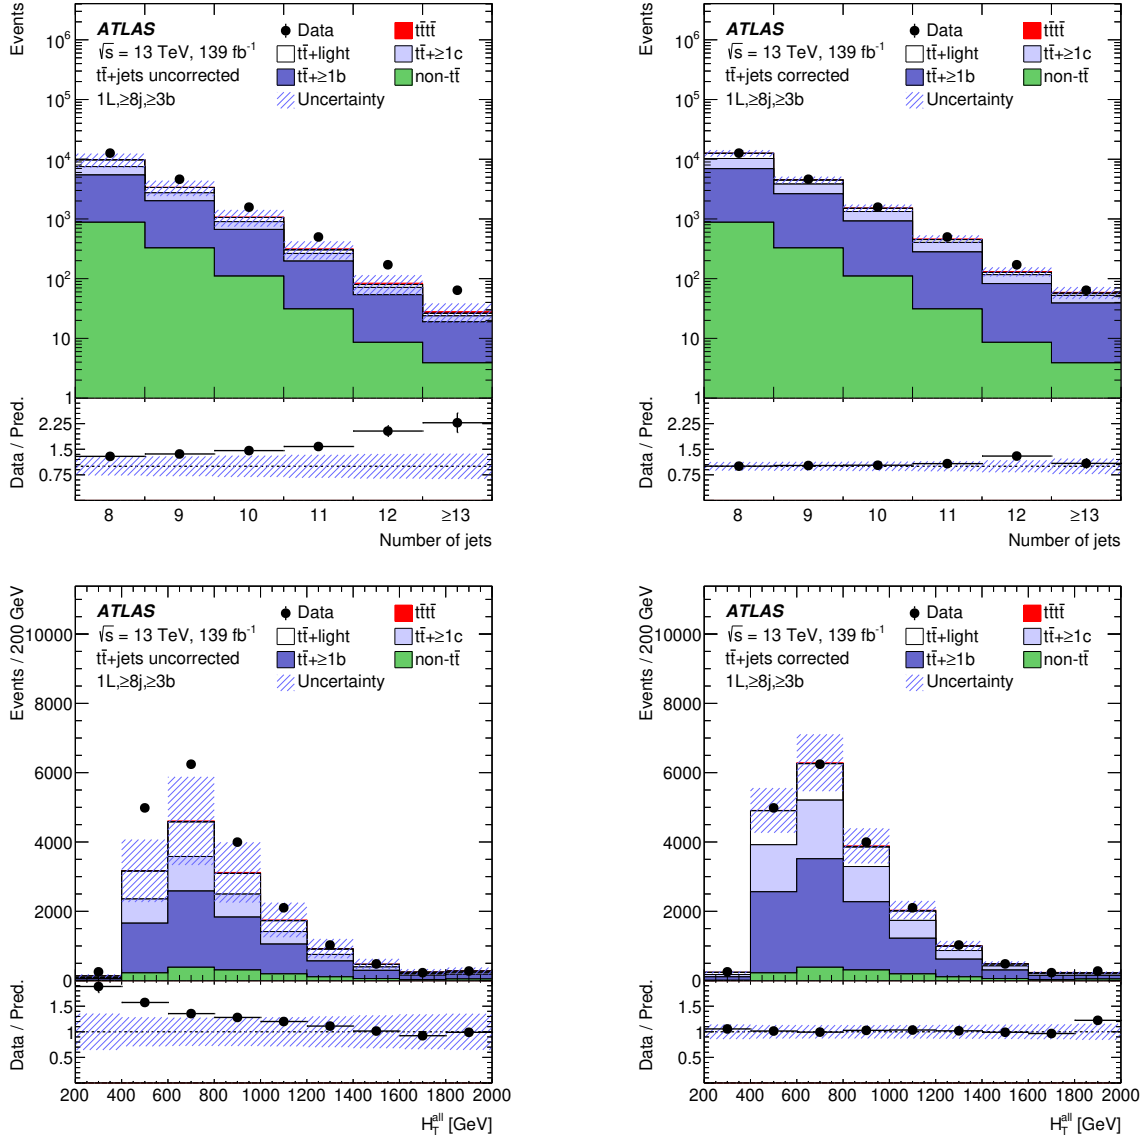 Events
10⁶
10⁵
10⁴
10³
10²
10
1
ATLAS
√s = 13 TeV, 139 fb⁻¹
tt̄+jets uncorrected
1L,≥8j,≥3b
Data
tt̄tt̄
tt̄+light
tt̄+≥1c
tt̄+≥1b
non-tt̄
Uncertainty
Data / Pred.
2.25
1.5
0.75
8 9 10 11 12 ≥13
Number of jets
Events
10⁶
10⁵
10⁴
10³
10²
10
1
ATLAS
√s = 13 TeV, 139 fb⁻¹
tt̄+jets corrected
1L,≥8j,≥3b
Data
tt̄tt̄
tt̄+light
tt̄+≥1c
tt̄+≥1b
non-tt̄
Uncertainty
Data / Pred.
2.25
1.5
0.75
8 9 10 11 12 ≥13
Number of jets
Events / 200 GeV
10000
8000
6000
4000
2000
0
ATLAS
√s = 13 TeV, 139 fb⁻¹
tt̄+jets uncorrected
1L,≥8j,≥3b
Data
tt̄tt̄
tt̄+light
tt̄+≥1c
tt̄+≥1b
non-tt̄
Uncertainty
Data / Pred.
1.5
1
0.5
200 400 600 800 1000 1200 1400 1600 1800 2000
H_T^all [GeV]
Events / 200 GeV
10000
8000
6000
4000
2000
0
ATLAS
√s = 13 TeV, 139 fb⁻¹
tt̄+jets corrected
1L,≥8j,≥3b
Data
tt̄tt̄
tt̄+light
tt̄+≥1c
tt̄+≥1b
non-tt̄
Uncertainty
Data / Pred.
1.5
1
0.5
200 400 600 800 1000 1200 1400 1600 1800 2000
H_T^all [GeV]